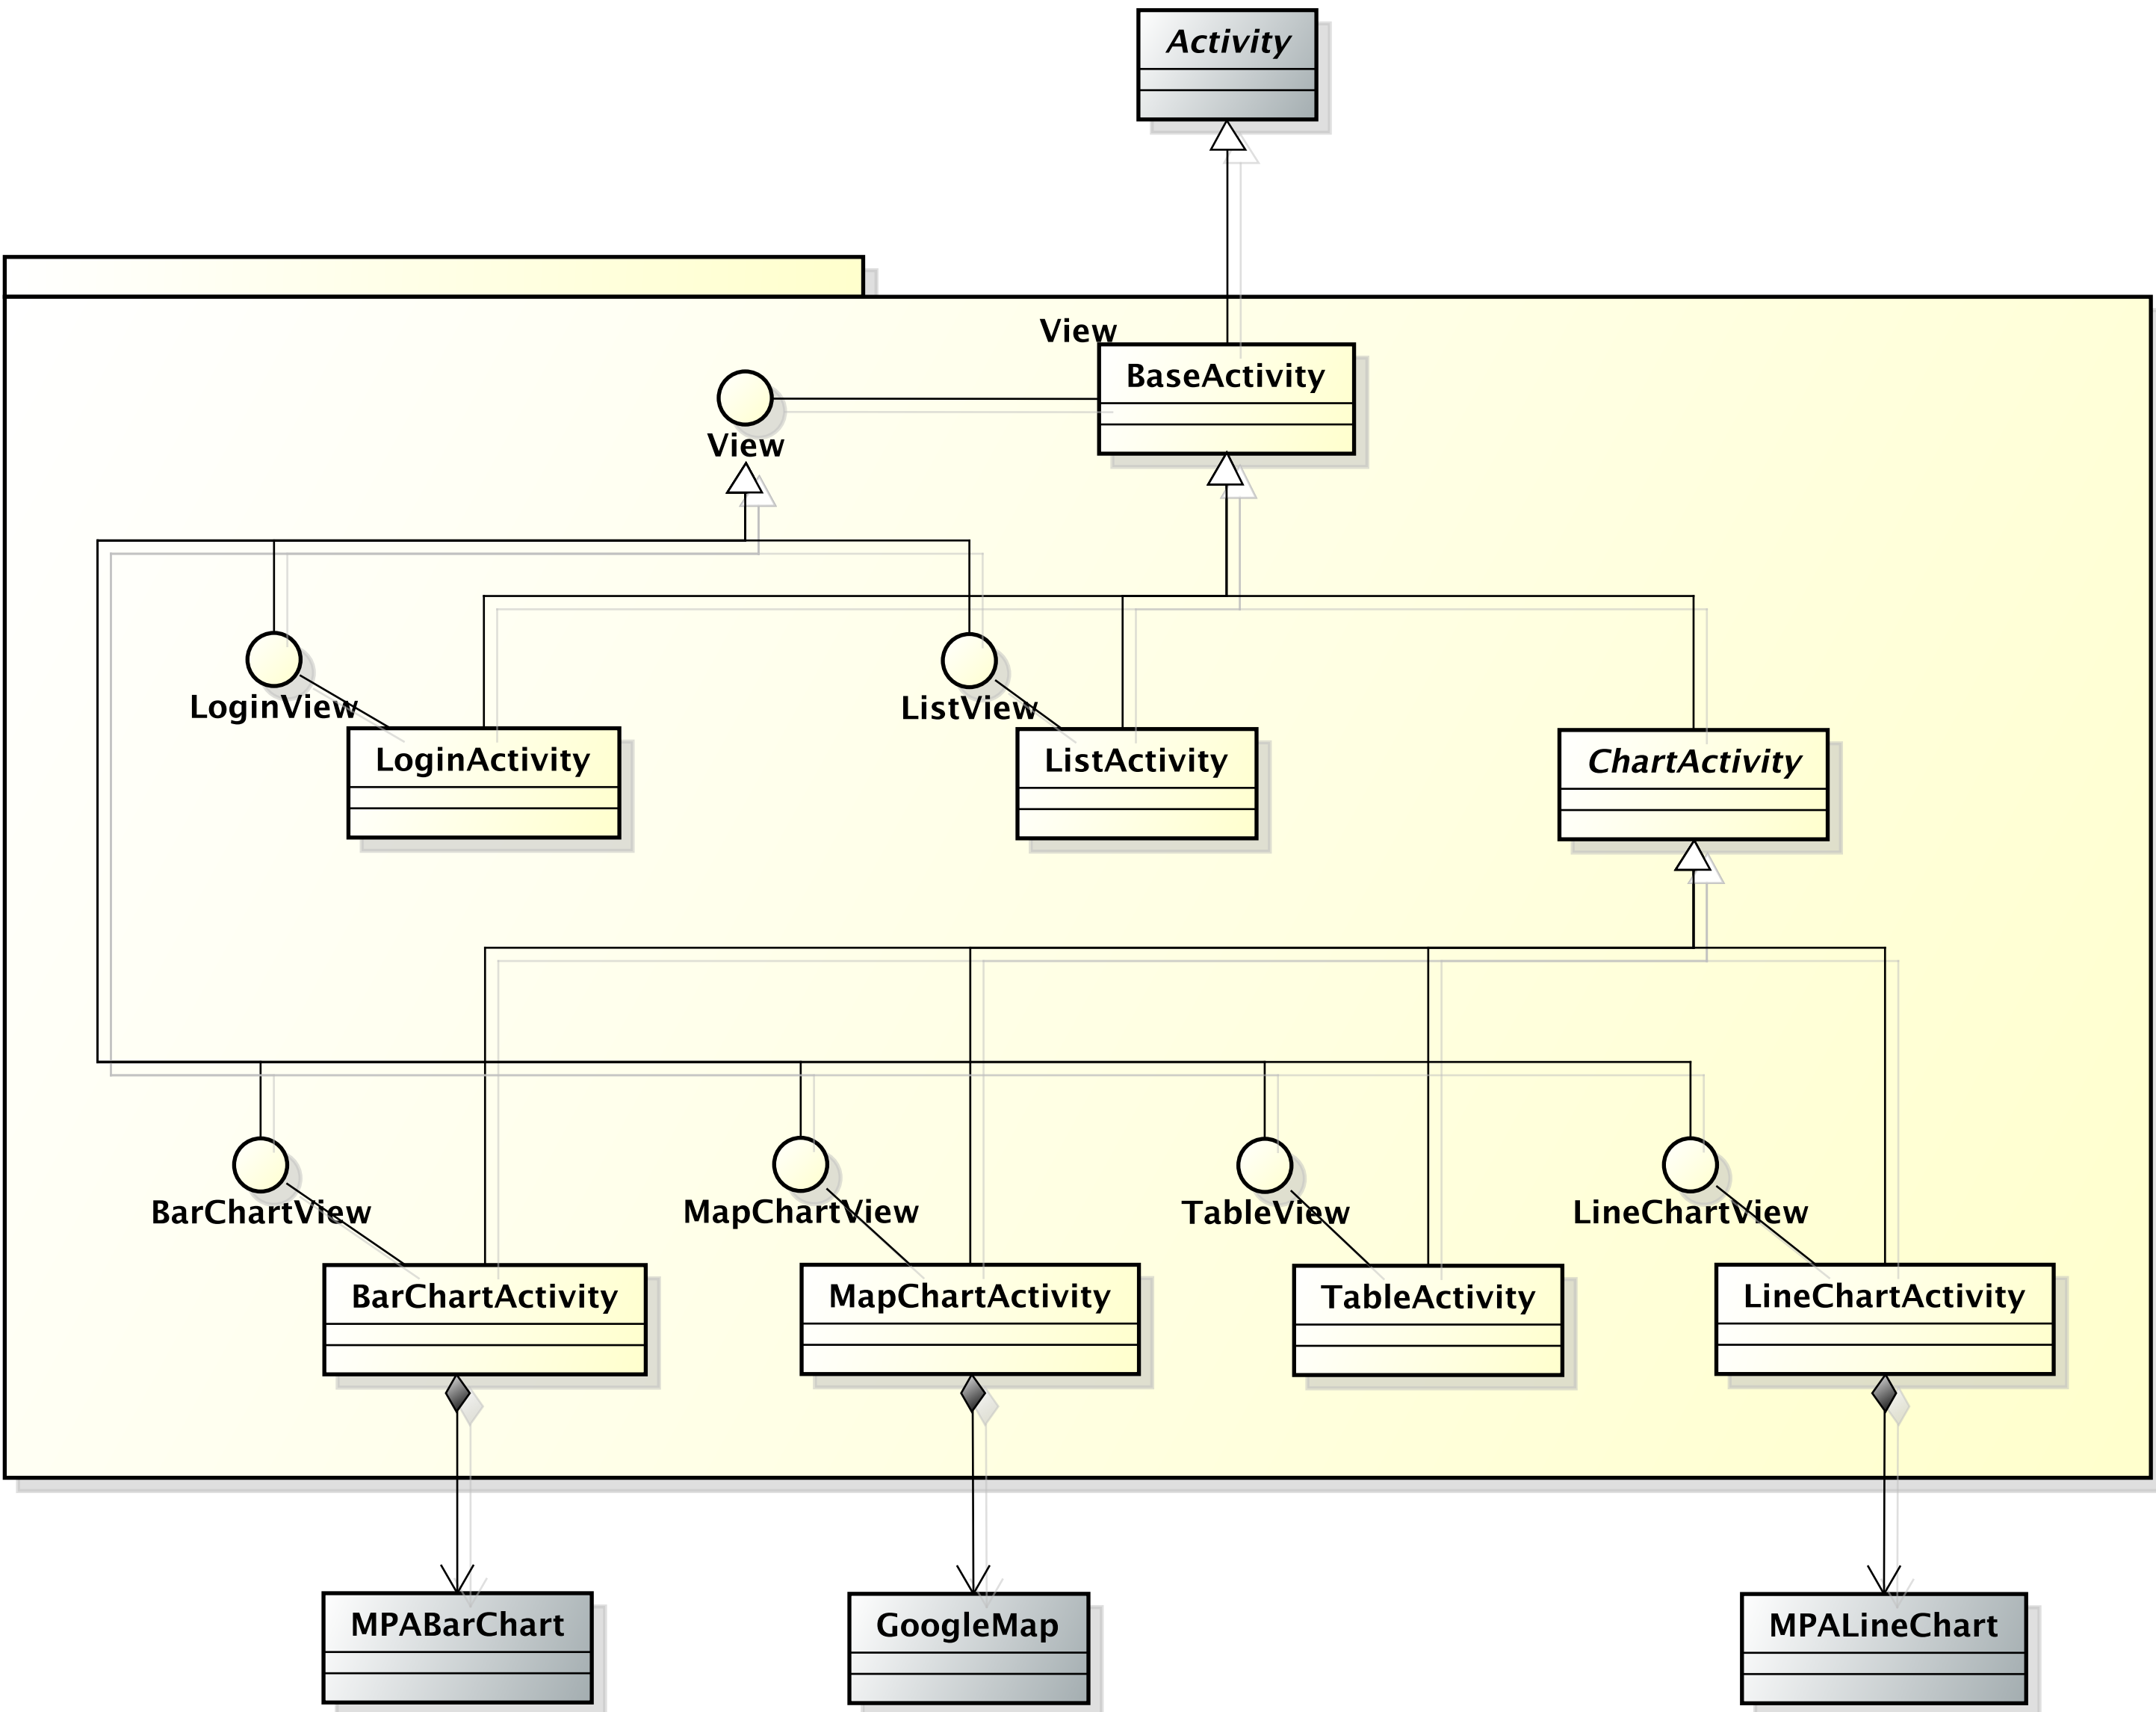 Activity
View
BaseActivity
View
LoginView
ListView
LoginActivity
ListActivity
ChartActivity
BarChartView
MapChartView
TableView
LineChartView
BarChartActivity
MapChartActivity
TableActivity
LineChartActivity
MPABarChart
GoogleMap
MPALineChart